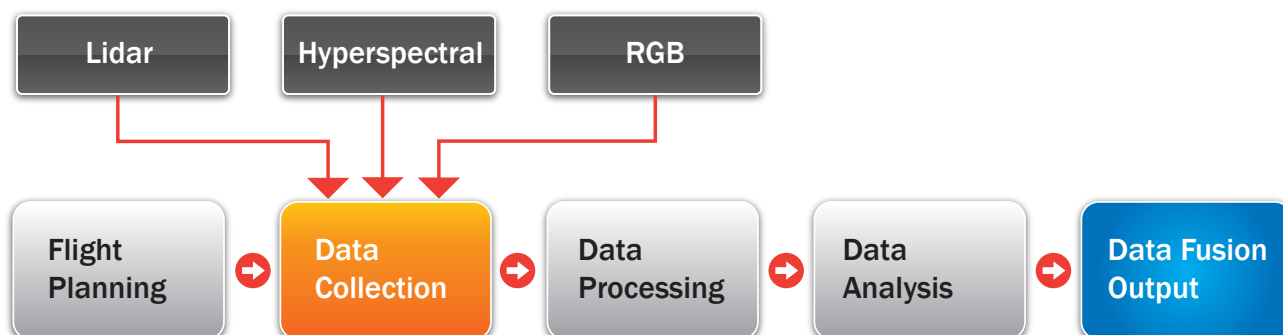 Lidar
Hyperspectral
RGB
Flight
Planning
Data
Collection
Data
Processing
Data
Analysis
Data Fusion
Output